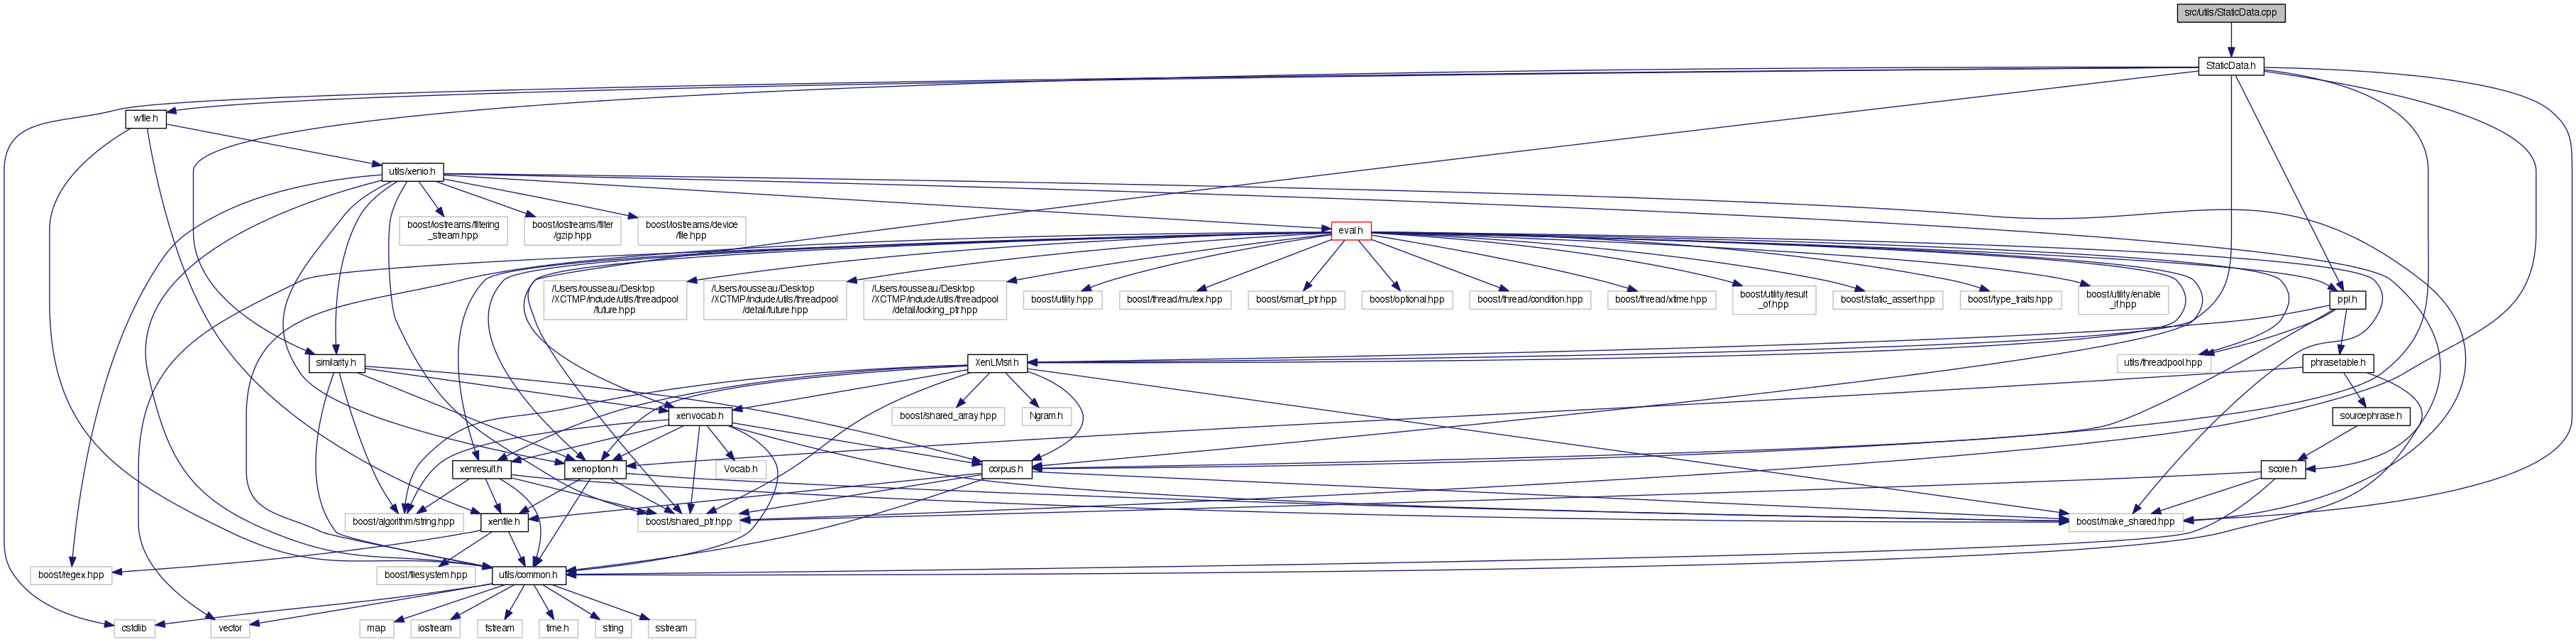 src/utils/StaticData.cpp
StaticData.h
wfile.h
utils/xenio.h
boost/iostreams/filtering
_stream.hpp
boost/iostreams/filter
/gzip.hpp
boost/iostreams/device
/file.hpp
eval.h
/Users/rousseau/Desktop
/XCTMP/include/utils/threadpool
/future.hpp
/Users/rousseau/Desktop
/XCTMP/include/utils/threadpool
/detail/future.hpp
/Users/rousseau/Desktop
/XCTMP/include/utils/threadpool
/detail/locking_ptr.hpp
boost/utility.hpp
boost/thread/mutex.hpp
boost/smart_ptr.hpp
boost/optional.hpp
boost/thread/condition.hpp
boost/thread/xtime.hpp
boost/utility/result
_of.hpp
boost/static_assert.hpp
boost/type_traits.hpp
boost/utility/enable
_if.hpp
ppl.h
similarity.h
XenLMsri.h
utils/threadpool.hpp
phrasetable.h
xenvocab.h
boost/shared_array.hpp
Ngram.h
sourcephrase.h
xenresult.h
xenoption.h
Vocab.h
corpus.h
score.h
boost/algorithm/string.hpp
xenfile.h
boost/shared_ptr.hpp
boost/make_shared.hpp
boost/regex.hpp
boost/filesystem.hpp
utils/common.h
cstdlib
vector
map
iostream
fstream
time.h
string
sstream